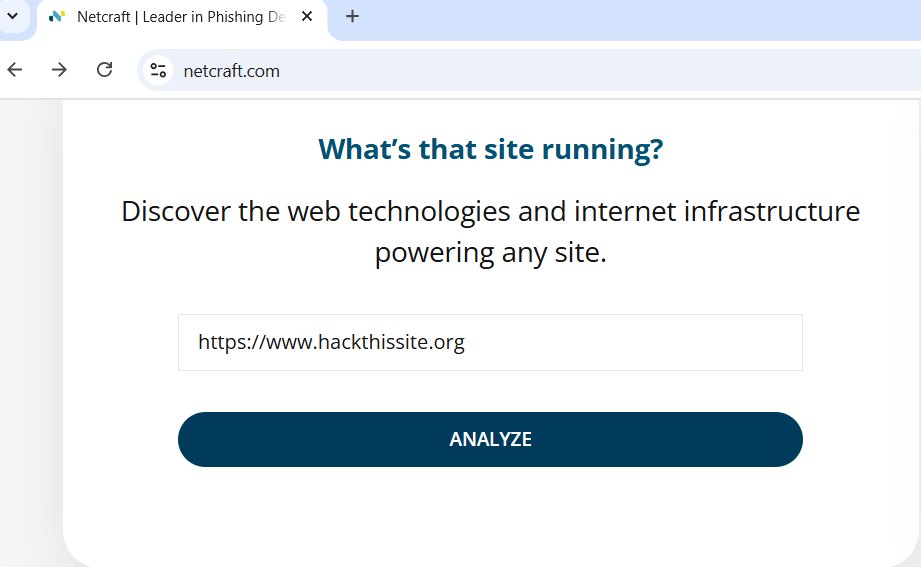 Netcraft | Leader in Phishing De
netcraft.com
What’s that site running?
Discover the web technologies and internet infrastructure
powering any site.
https://www.hackthissite.org
ANALYZE